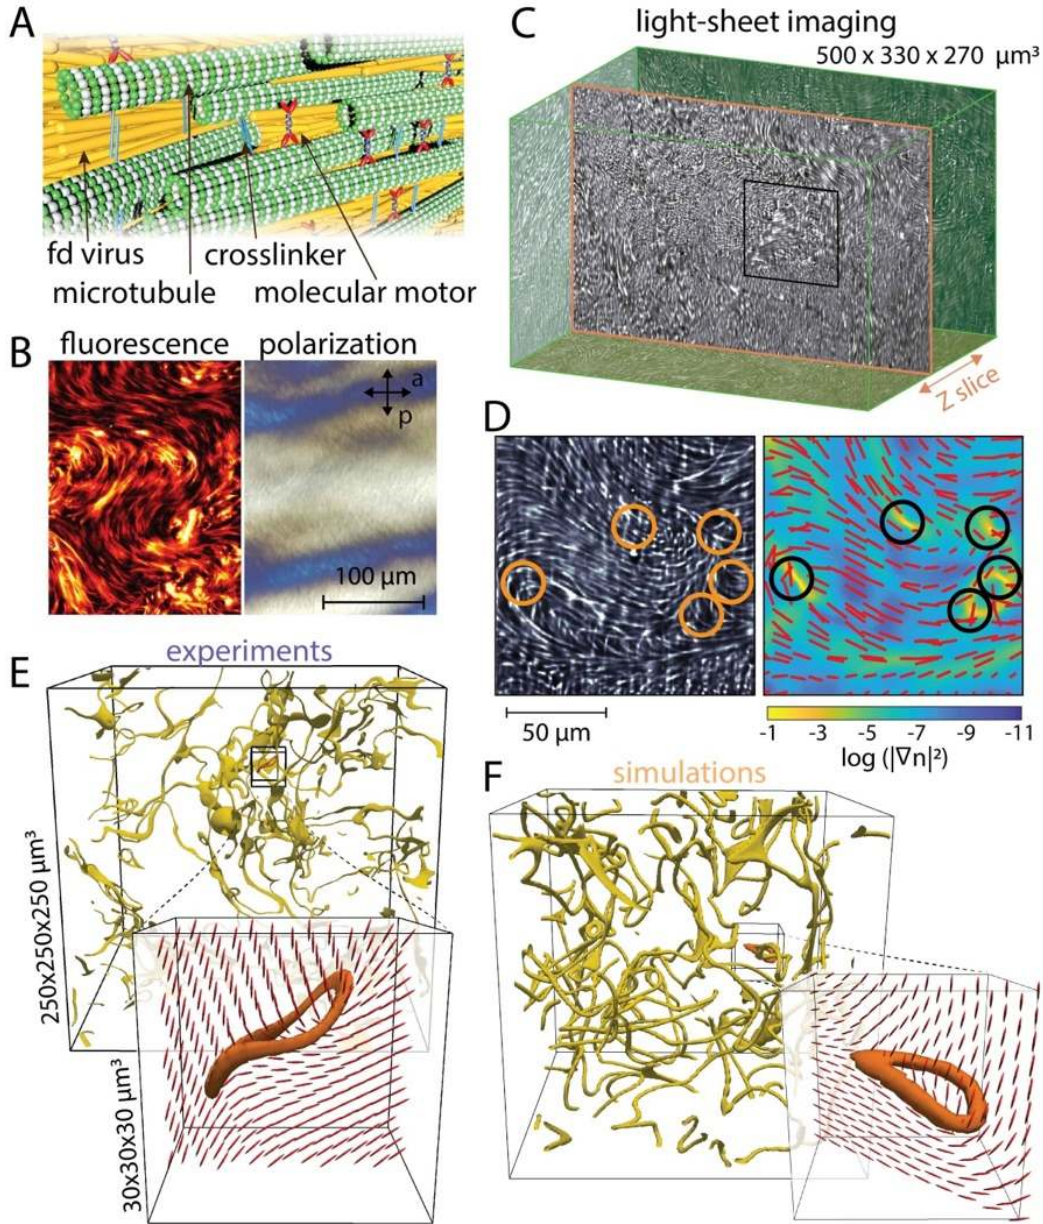 A
fd virus
crosslinker
microtubule
molecular motor
B
fluorescence
polarization
a
p
100 µm
C
light-sheet imaging
500 x 330 x 270 µm³
Z slice
D
50 µm
-1 -3 -5 -7 -9 -11
log (|∇n|²)
E
experiments
250x250x250 µm³
30x30x30 µm³
F
simulations